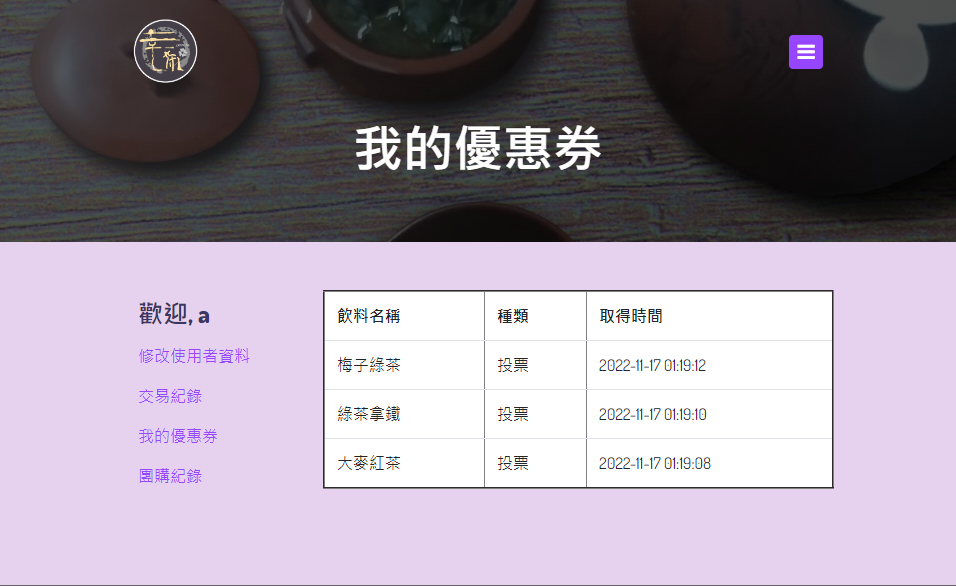 我的優惠券
歡迎, a
修改使用者資料
交易紀錄
我的優惠券
團購紀錄
飲料名稱 種類 取得時間
梅子綠茶 投票 2022-11-17 01:19:12
綠茶拿鐵 投票 2022-11-17 01:19:10
大麥紅茶 投票 2022-11-17 01:19:08